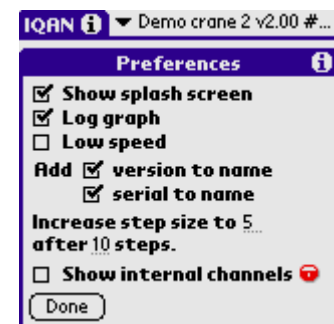 IQAN Demo crane 2 v2.00 #...
Preferences
Show splash screen
Log graph
Low speed
Add version to name
serial to name
Increase step size to 5
after 10 steps.
Show internal channels
Done